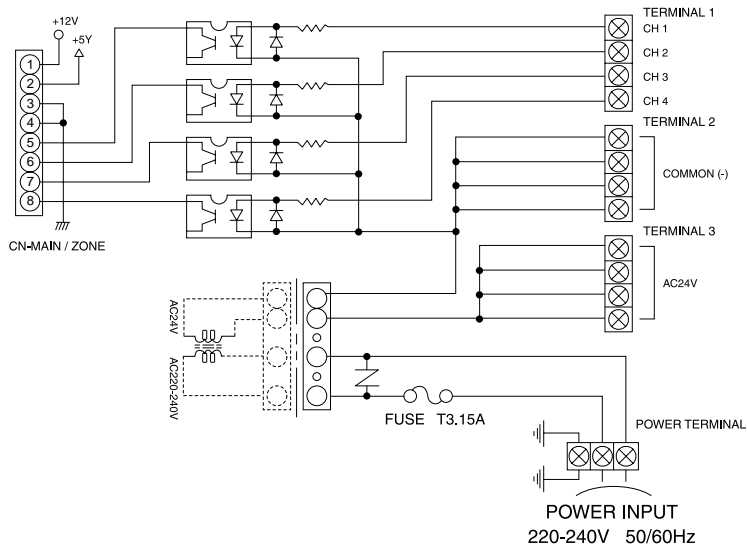 +12V
+5Y
1
2
3
4
5
6
7
8
CN-MAIN / ZONE
TERMINAL 1
CH 1
CH 2
CH 3
CH 4
TERMINAL 2
COMMON (-)
TERMINAL 3
AC24V
AC24V
AC220-240V
FUSE T3.15A
POWER TERMINAL
POWER INPUT
220-240V 50/60Hz